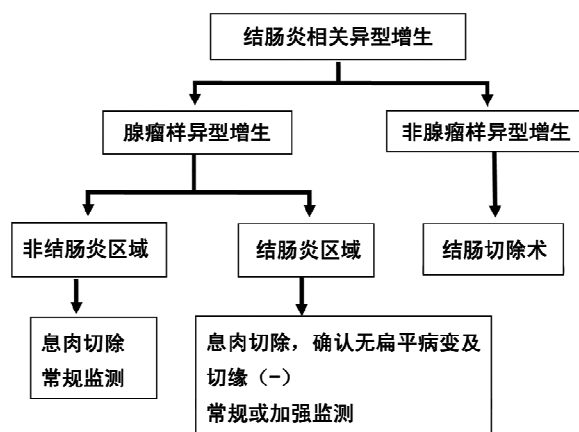 结肠炎相关异型增生
腺瘤样异型增生
非腺瘤样异型增生
非结肠炎区域
结肠炎区域
结肠切除术
息肉切除
常规监测
息肉切除，确认无扁平病变及
切缘（-）
常规或加强监测